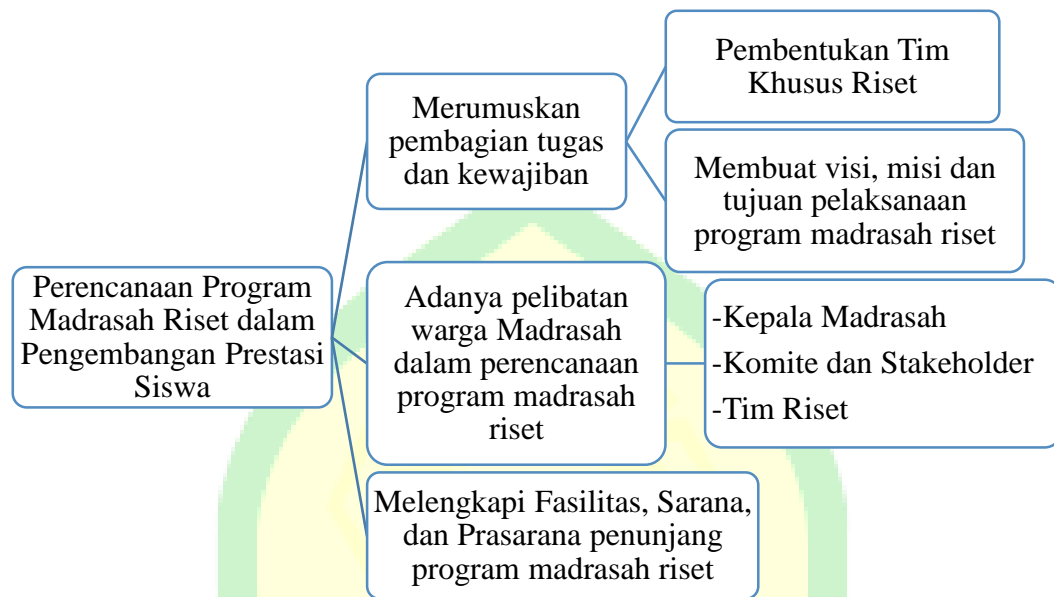 Perencanaan Program
Madrasah Riset dalam
Pengembangan Prestasi
Siswa
Merumuskan
pembagian tugas
dan kewajiban
Pembentukan Tim
Khusus Riset
Membuat visi, misi dan
tujuan pelaksanaan
program madrasah riset
Adanya pelibatan
warga Madrasah
dalam perencanaan
program madrasah
riset
-Kepala Madrasah
-Komite dan Stakeholder
-Tim Riset
Melengkapi Fasilitas, Sarana,
dan Prasarana penunjang
program madrasah riset